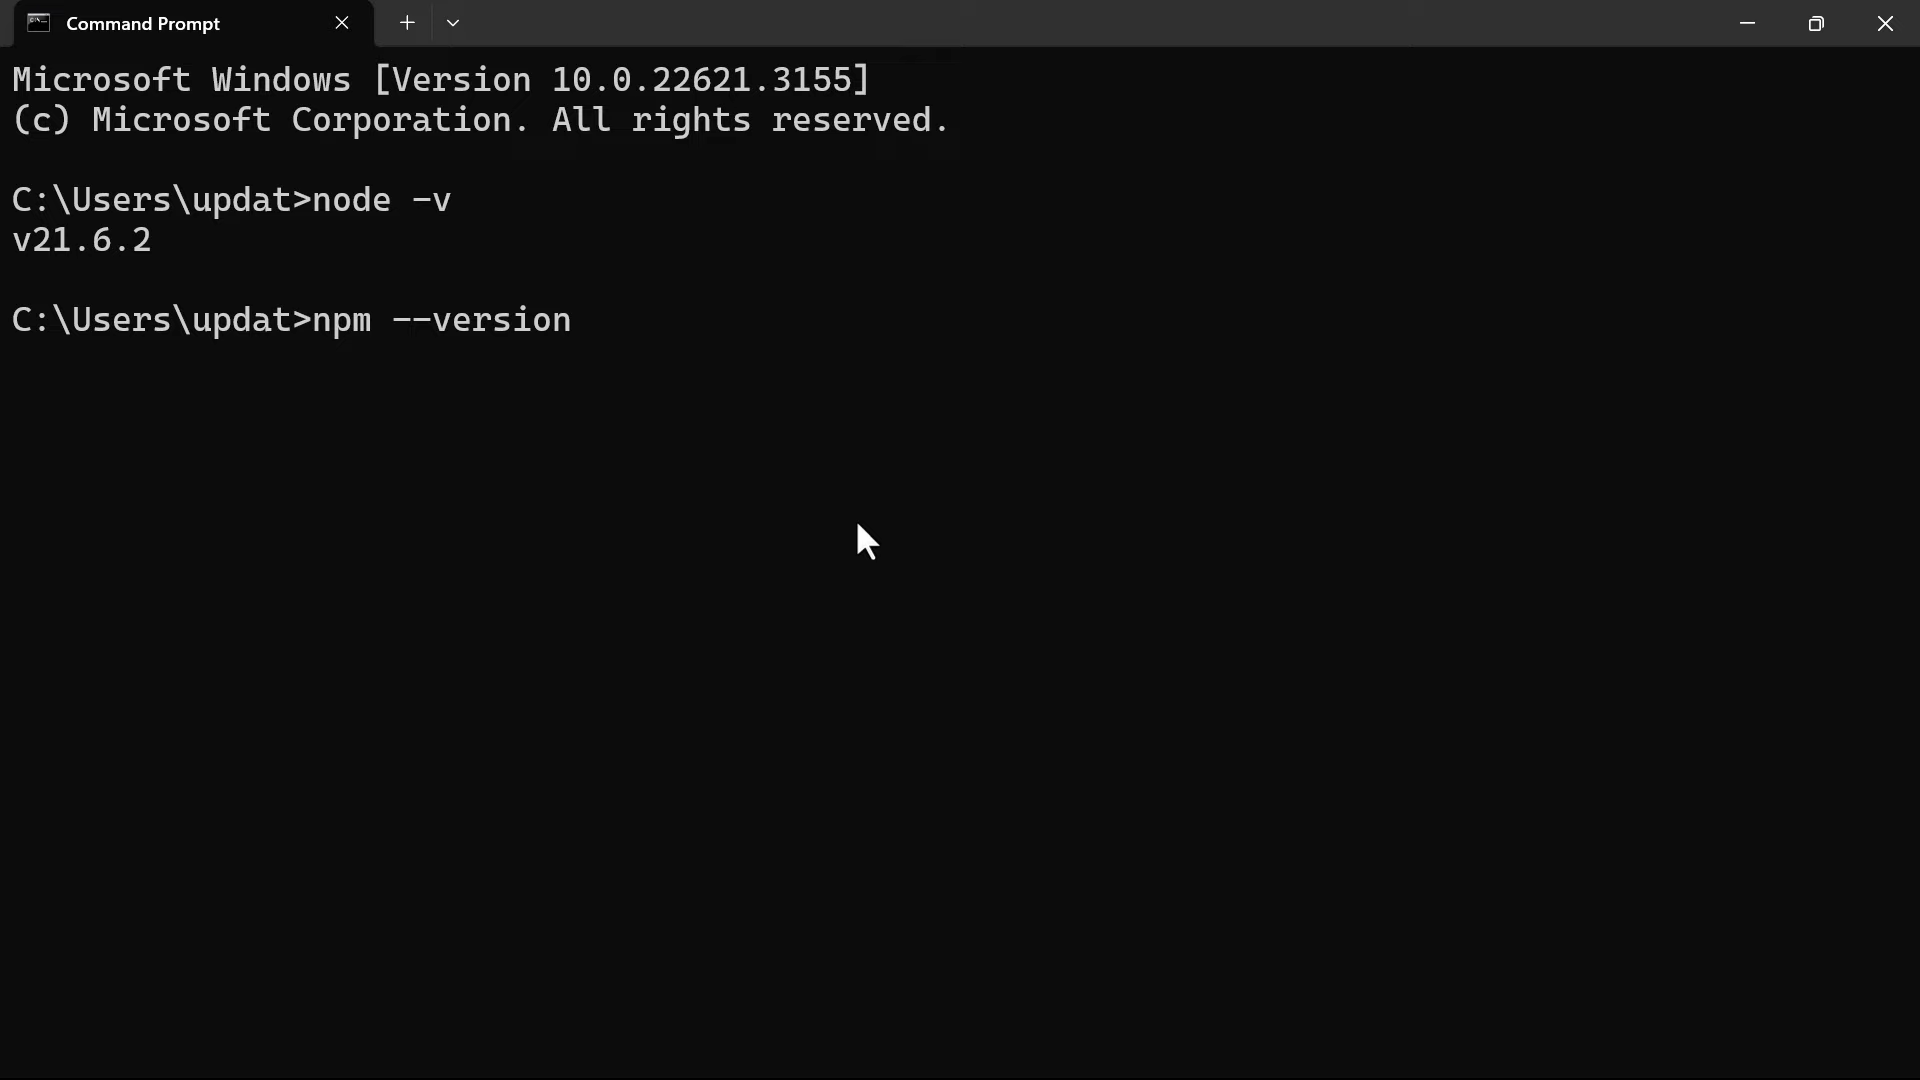 Command Prompt
Microsoft Windows [Version 10.0.22621.3155]
(c) Microsoft Corporation. All rights reserved.
C:\Users\updat>node -v
v21.6.2
C:\Users\updat>npm --version